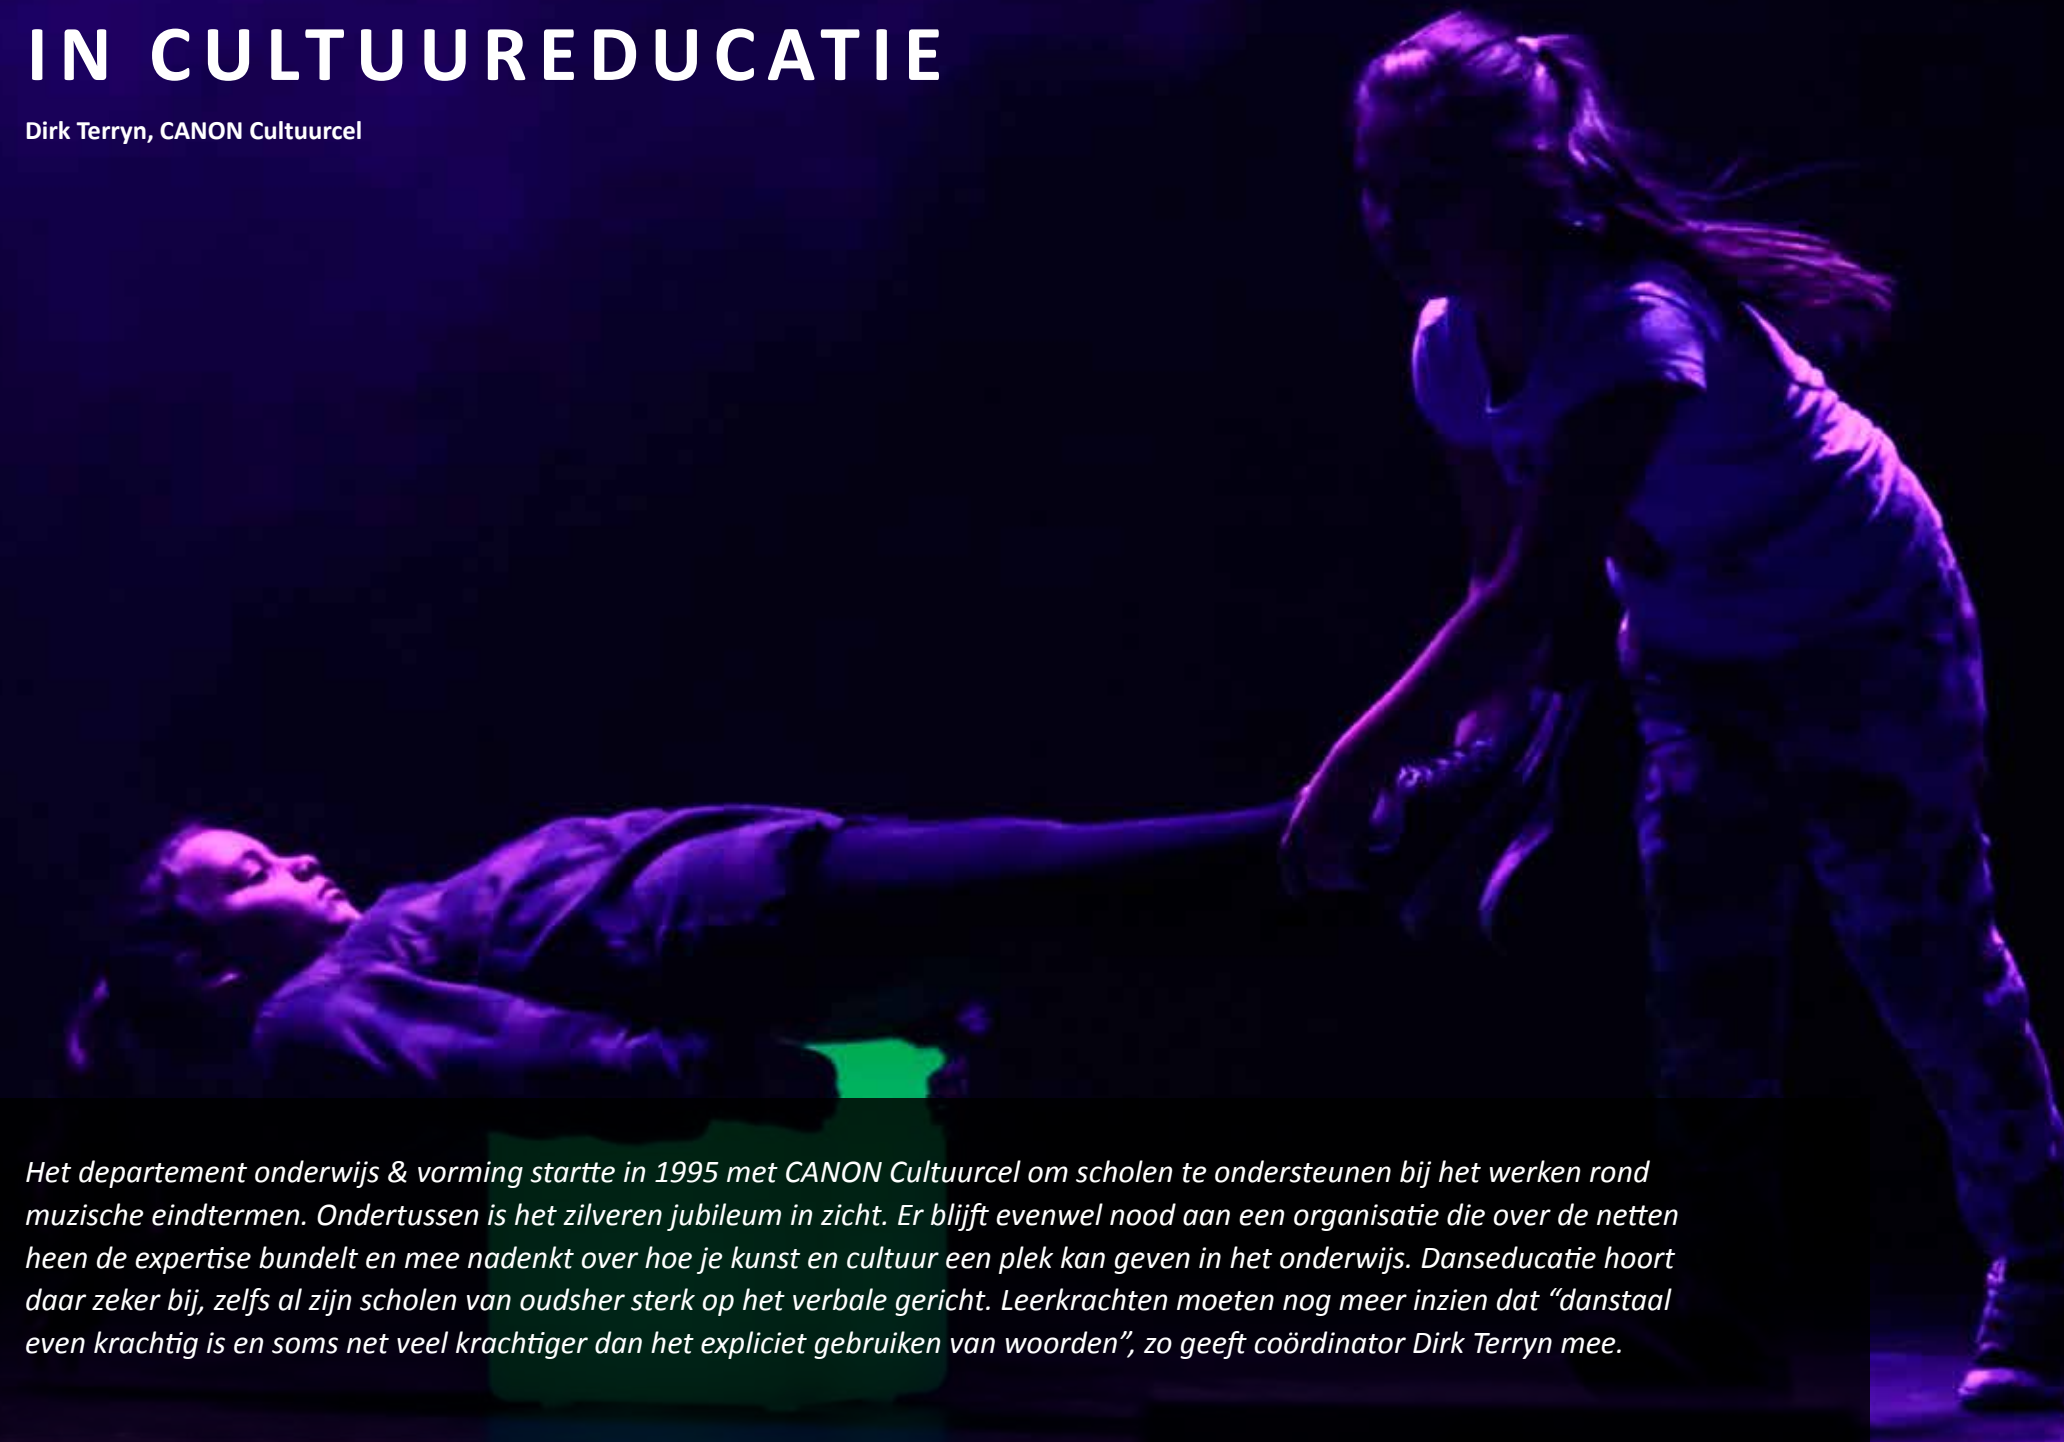 IN CULTUUREDUCATIE
Dirk Terryn, CANON Cultuurcel
Het departement onderwijs & vorming startte in 1995 met CANON Cultuurcel om scholen te ondersteunen bij het werken rond
muzische eindtermen. Ondertussen is het zilveren jubileum in zicht. Er blijft evenwel nood aan een organisatie die over de netten
heen de expertise bundelt en mee nadenkt over hoe je kunst en cultuur een plek kan geven in het onderwijs. Danseducatie hoort
daar zeker bij, zelfs al zijn scholen van oudsher sterk op het verbale gericht. Leerkrachten moeten nog meer inzien dat “danstaal
even krachtig is en soms net veel krachtiger dan het expliciet gebruiken van woorden”, zo geeft coördinator Dirk Terryn mee.